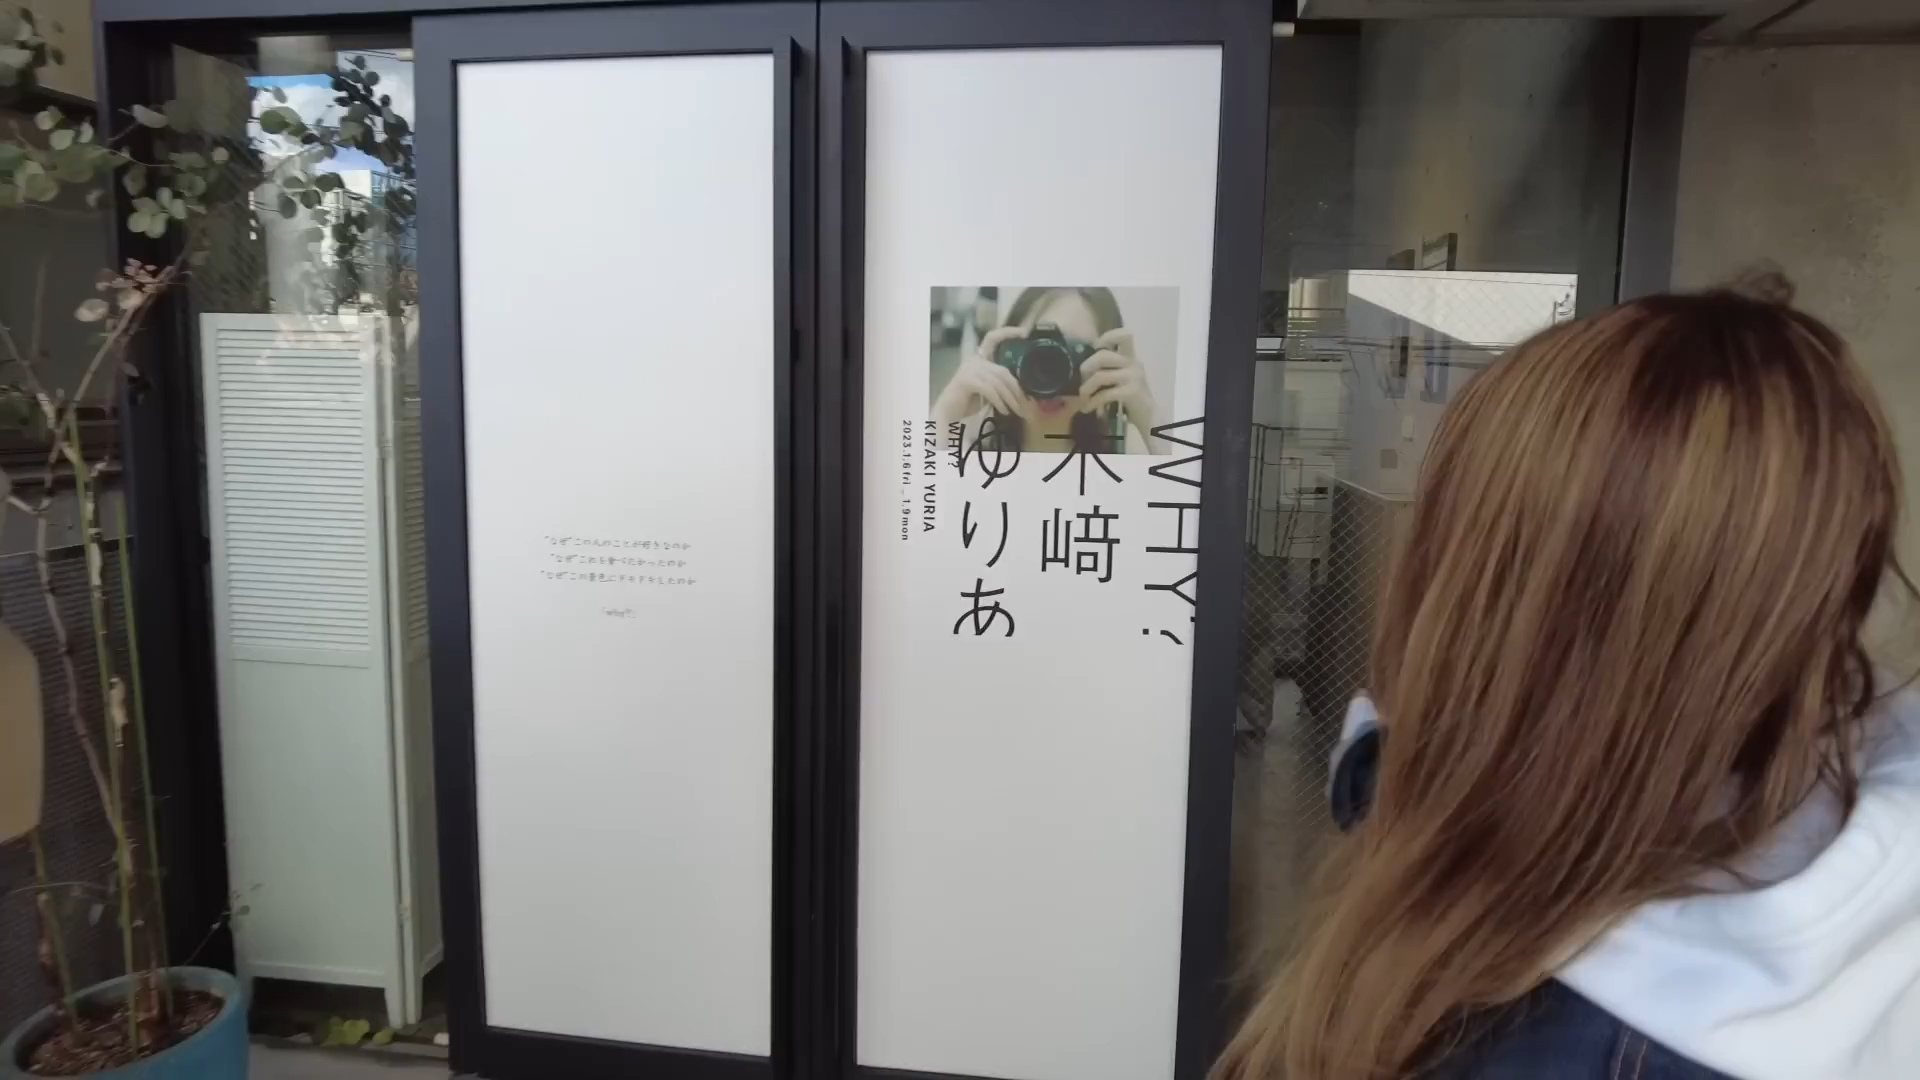 "なぜ"この人のことが好きなのか
"なぜ"これを食べたかったのか
"なぜ"この景色にドキドキしたのか
「why?」
WHY?
木﨑
ゆりあ
WHY?
KIZAKI YURIA
2023.1.6 fri _ 1.9 mon